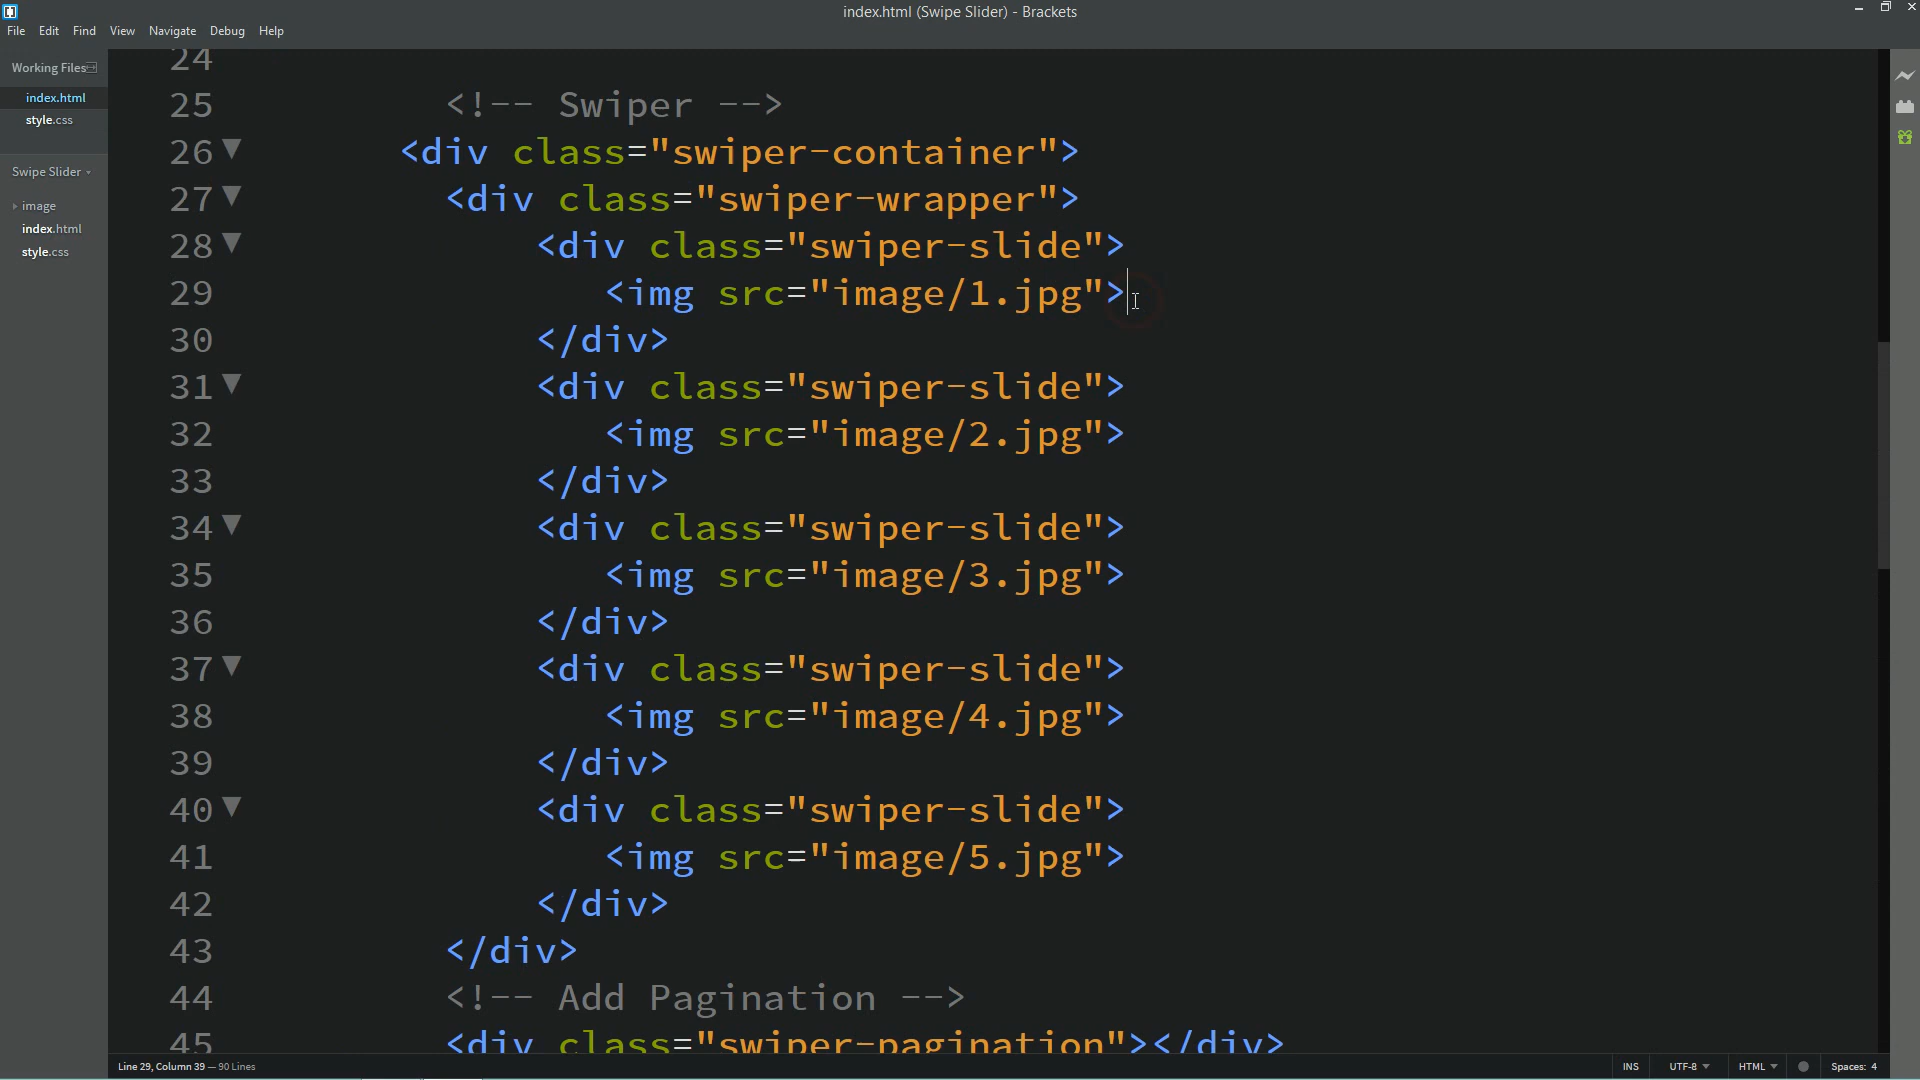 index.html (Swipe Slider) - Brackets
File Edit Find View Navigate Debug Help
Working Files
index.html
style.css
Swipe Slider
image
index.html
style.css
24
25 <!-- Swiper -->
26 <div class="swiper-container">
27 <div class="swiper-wrapper">
28 <div class="swiper-slide">
29 <img src="image/1.jpg">
30 </div>
31 <div class="swiper-slide">
32 <img src="image/2.jpg">
33 </div>
34 <div class="swiper-slide">
35 <img src="image/3.jpg">
36 </div>
37 <div class="swiper-slide">
38 <img src="image/4.jpg">
39 </div>
40 <div class="swiper-slide">
41 <img src="image/5.jpg">
42 </div>
43 </div>
44 <!-- Add Pagination -->
45 <div class="swiper-pagination"></div>
Line 29, Column 39 — 90 Lines
INS UTF-8 HTML Spaces: 4